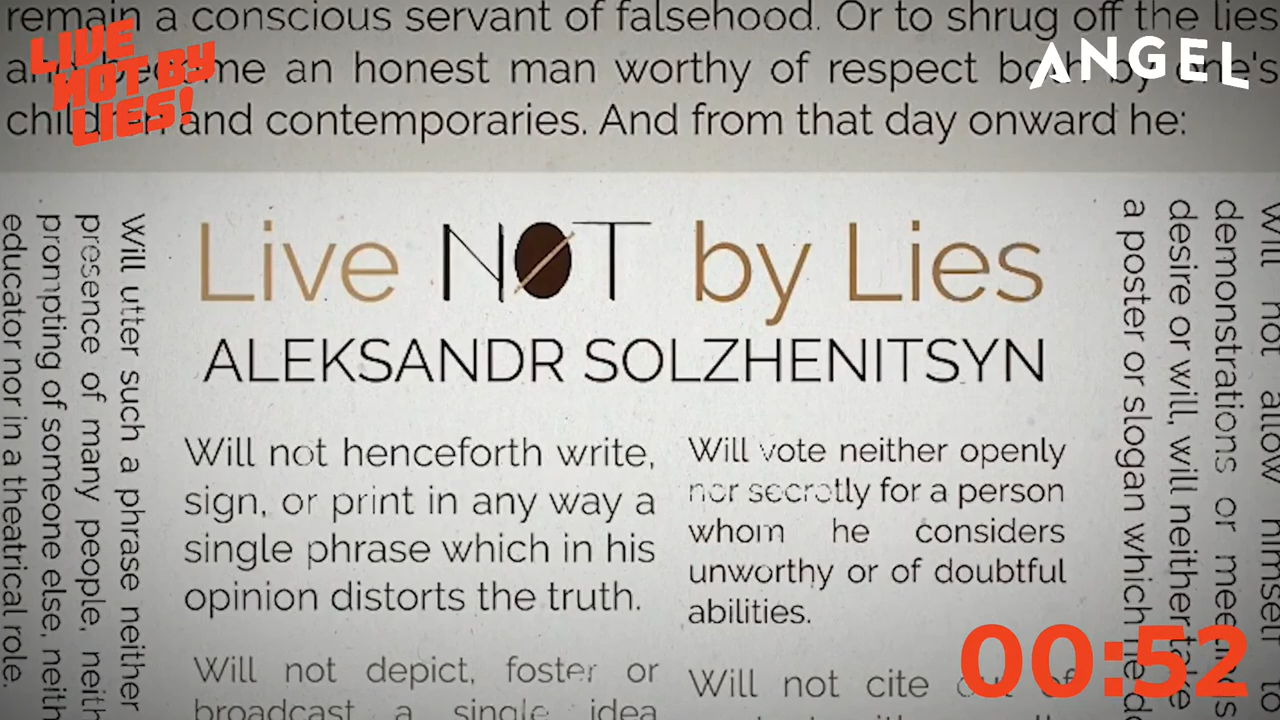 remain a conscious servant of falsehood. Or to shrug off the lies
and become an honest man worthy of respect both by one's
children and contemporaries. And from that day onward he:
LIVE
NOT BY
LIES!
ANGEL
Live NOT by Lies
ALEKSANDR SOLZHENITSYN
Will not henceforth write,
sign, or print in any way a
single phrase which in his
opinion distorts the truth.
Will not depict, foster or
broadcast a single idea
Will vote neither openly
nor secretly for a person
whom he considers
unworthy or of doubtful
abilities.
Will not cite out of
Will utter such a phrase neither
presence of many people, neith
prompting of someone else, neith
educator nor in a theatrical role.
Will not allow himself to
demonstrations or meetings
desire or will, will neither take
a poster or slogan which he do
00:52